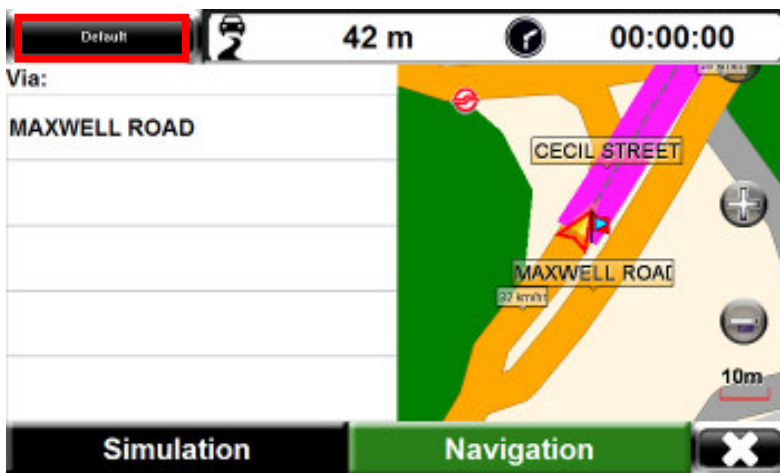 Default
42 m
00:00:00
Via:
MAXWELL ROAD
CECIL STREET
MAXWELL ROAD
10m
Simulation
Navigation